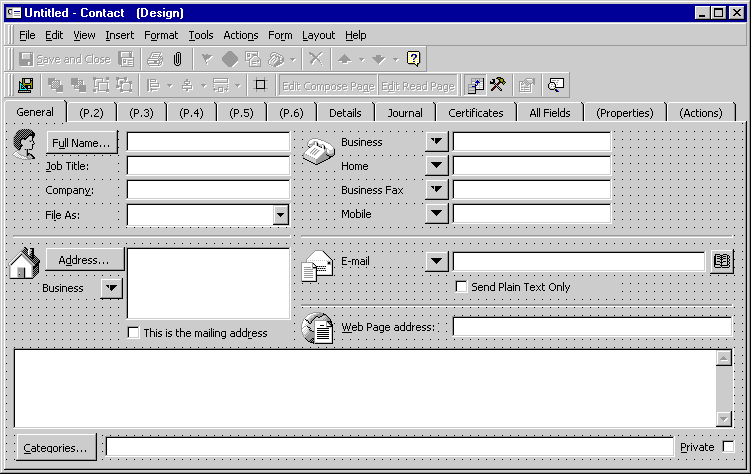 Untitled - Contact (Design)
File Edit View Insert Format Tools Actions Form Layout Help
Save and Close
Edit Compose Page Edit Read Page
General (P.2) (P.3) (P.4) (P.5) (P.6) Details Journal Certificates All Fields (Properties) (Actions)
Full Name... Business
Job Title: Home
Company: Business Fax
File As: Mobile
Address... E-mail
Business Send Plain Text Only
This is the mailing address Web Page address:
Categories... Private